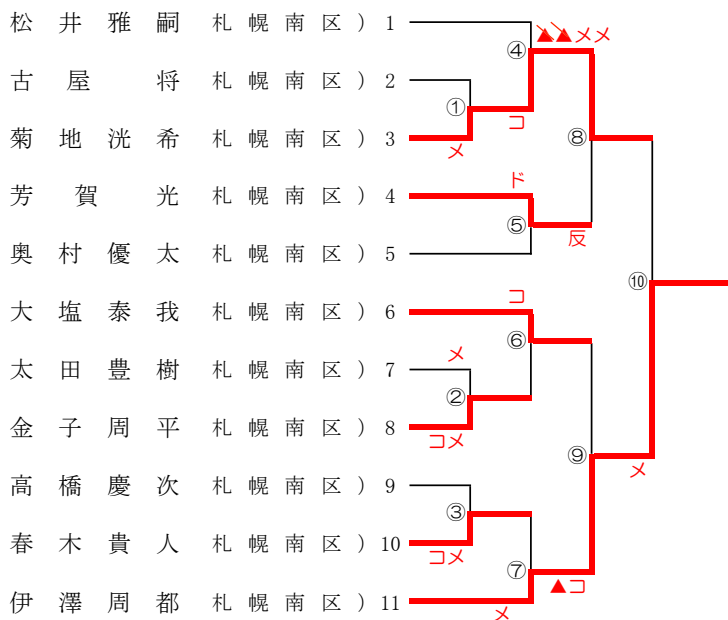 松井雅嗣 札幌南区) 1
④ ▲▲メメ
古屋 将 札幌南区) 2
① コ
菊地洸希 札幌南区) 3
メ ⑧
芳賀 光 札幌南区) 4 ド
⑤ 反
奥村優太 札幌南区) 5
⑩
大塩泰我 札幌南区) 6 コ
⑥
太田豊樹 札幌南区) 7 メ
②
金子周平 札幌南区) 8 コメ
⑨ メ
高橋慶次 札幌南区) 9
③
春木貴人 札幌南区) 10 コメ
⑦ ▲コ
伊澤周都 札幌南区) 11 メ